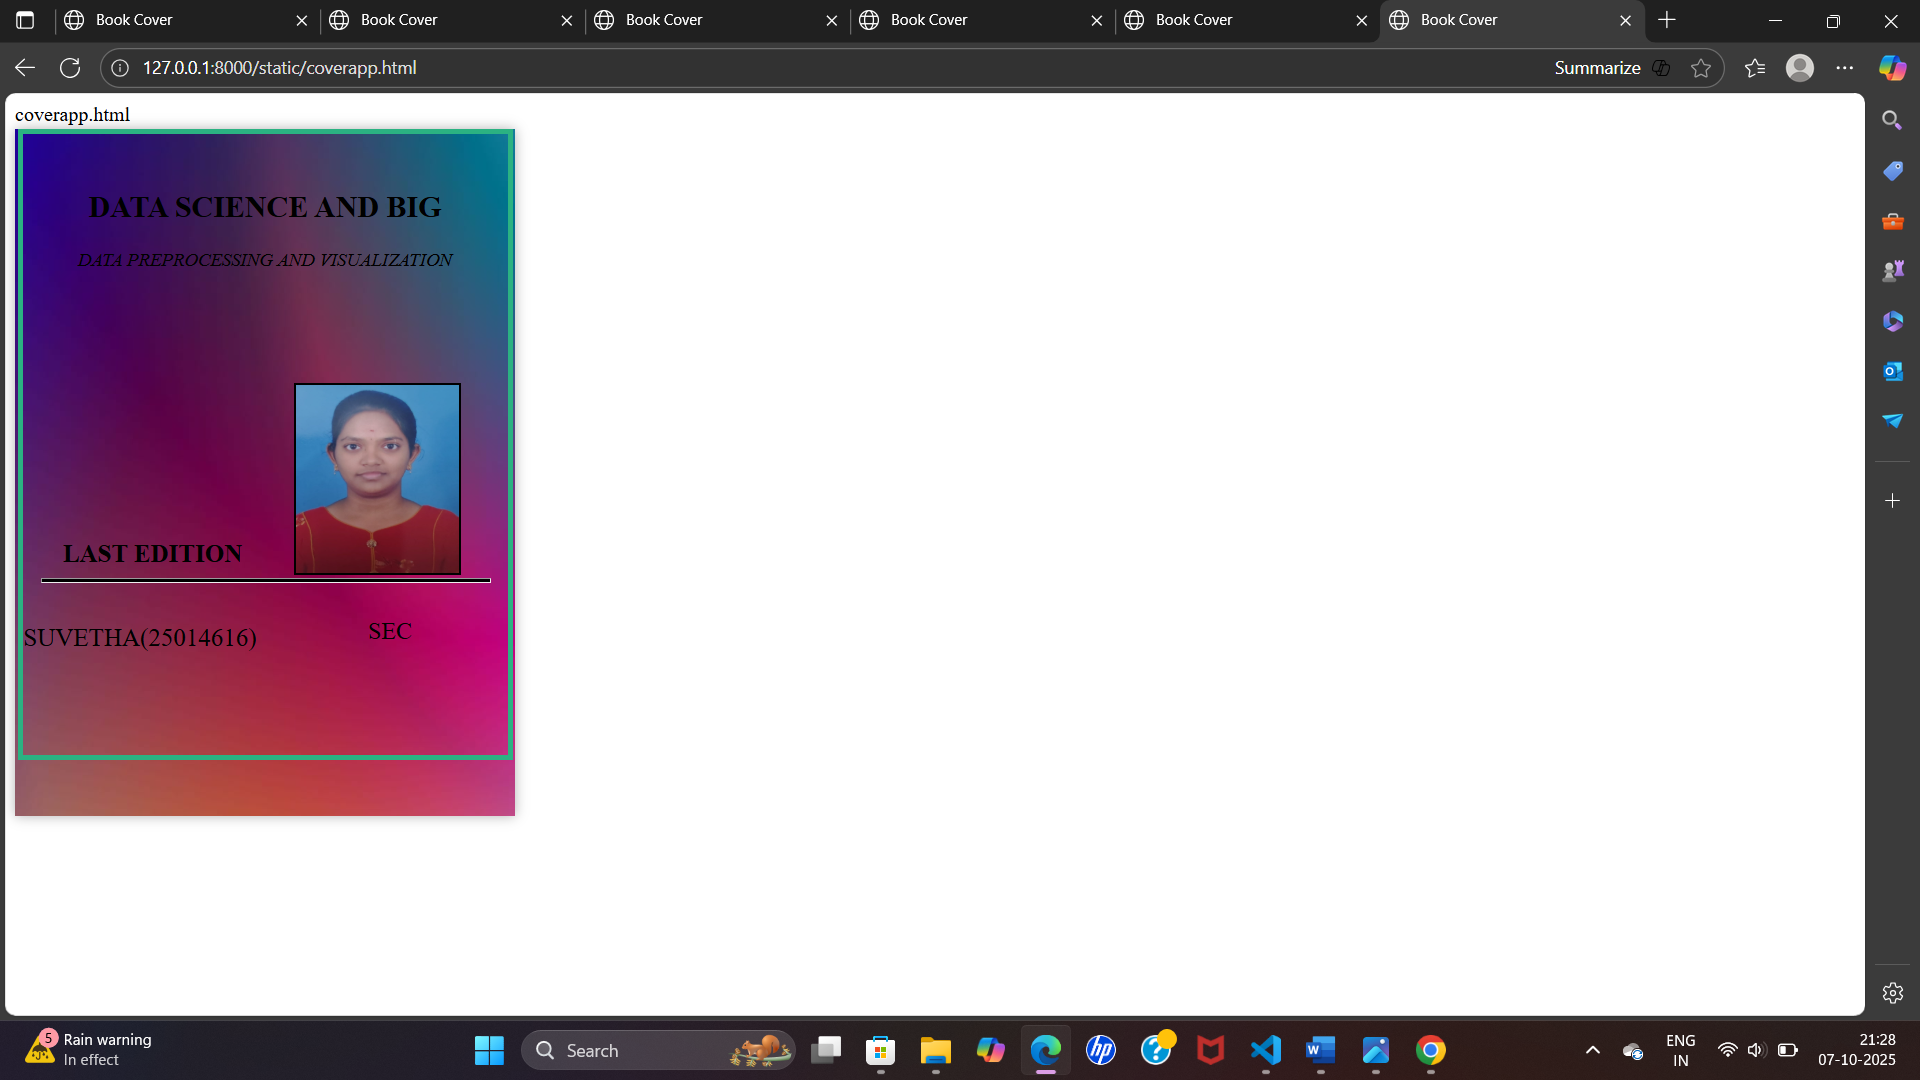 Book Cover
Book Cover
Book Cover
Book Cover
Book Cover
Book Cover
127.0.0.1:8000/static/coverapp.html
Summarize
coverapp.html
DATA SCIENCE AND BIG
DATA PREPROCESSING AND VISUALIZATION
LAST EDITION
SUVETHA(25014616)
SEC
5
Rain warning
In effect
Search
ENG
IN
21:28
07-10-2025